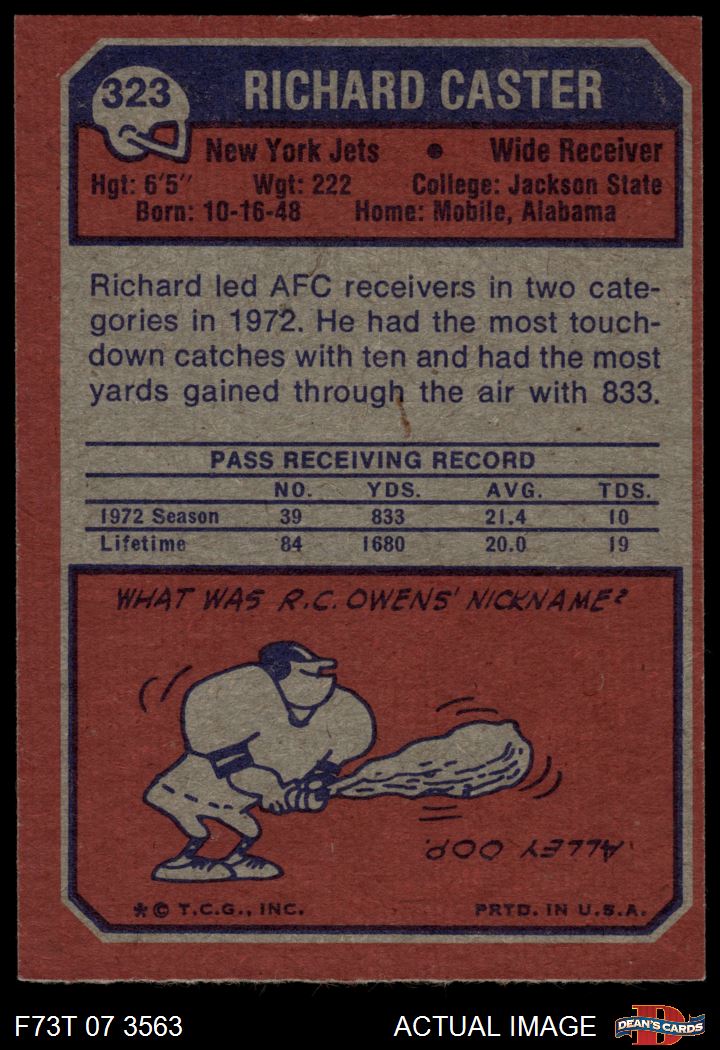 323
RICHARD CASTER
New York Jets • Wide Receiver
Hgt: 6'5" Wgt: 222 College: Jackson State
Born: 10-16-48 Home: Mobile, Alabama
Richard led AFC receivers in two cate-
gories in 1972. He had the most touch-
down catches with ten and had the most
yards gained through the air with 833.
PASS RECEIVING RECORD
NO. YDS. AVG. TDS.
1972 Season 39 833 21.4 10
Lifetime 84 1680 20.0 19
WHAT WAS R.C. OWENS' NICKNAME?
ALLEY OOP.
*© T.C.G., INC. PRTD. IN U.S.A.
F73T 07 3563 ACTUAL IMAGE
D
DEAN'S CARDS